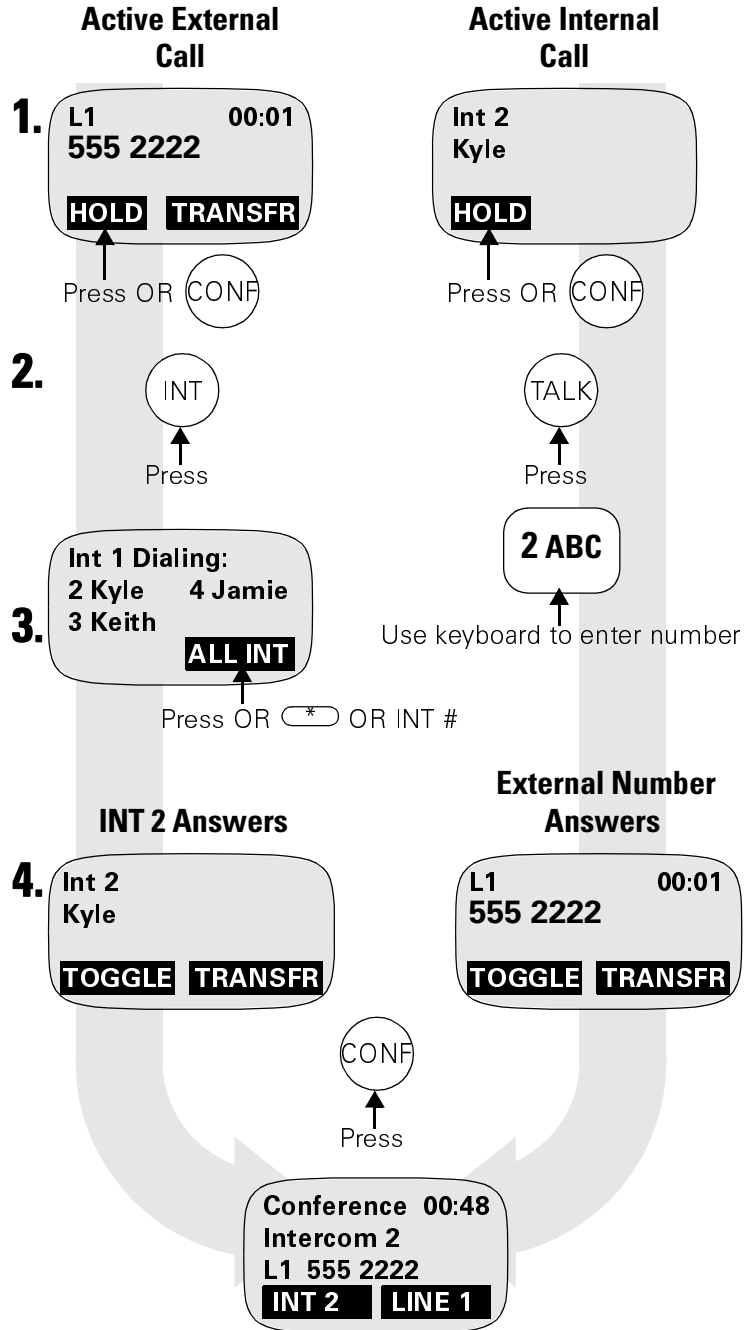 Active External
Call
Active Internal
Call
1.
L1 00:01
555 2222
HOLD TRANSFR
Press OR CONF
Int 2
Kyle
HOLD
Press OR CONF
2.
INT
Press
TALK
Press
3.
Int 1 Dialing:
2 Kyle 4 Jamie
3 Keith
ALL INT
Press OR * OR INT #
2 ABC
Use keyboard to enter number
INT 2 Answers
External Number
Answers
4.
Int 2
Kyle
TOGGLE TRANSFR
L1 00:01
555 2222
TOGGLE TRANSFR
CONF
Press
Conference 00:48
Intercom 2
L1 555 2222
INT 2 LINE 1